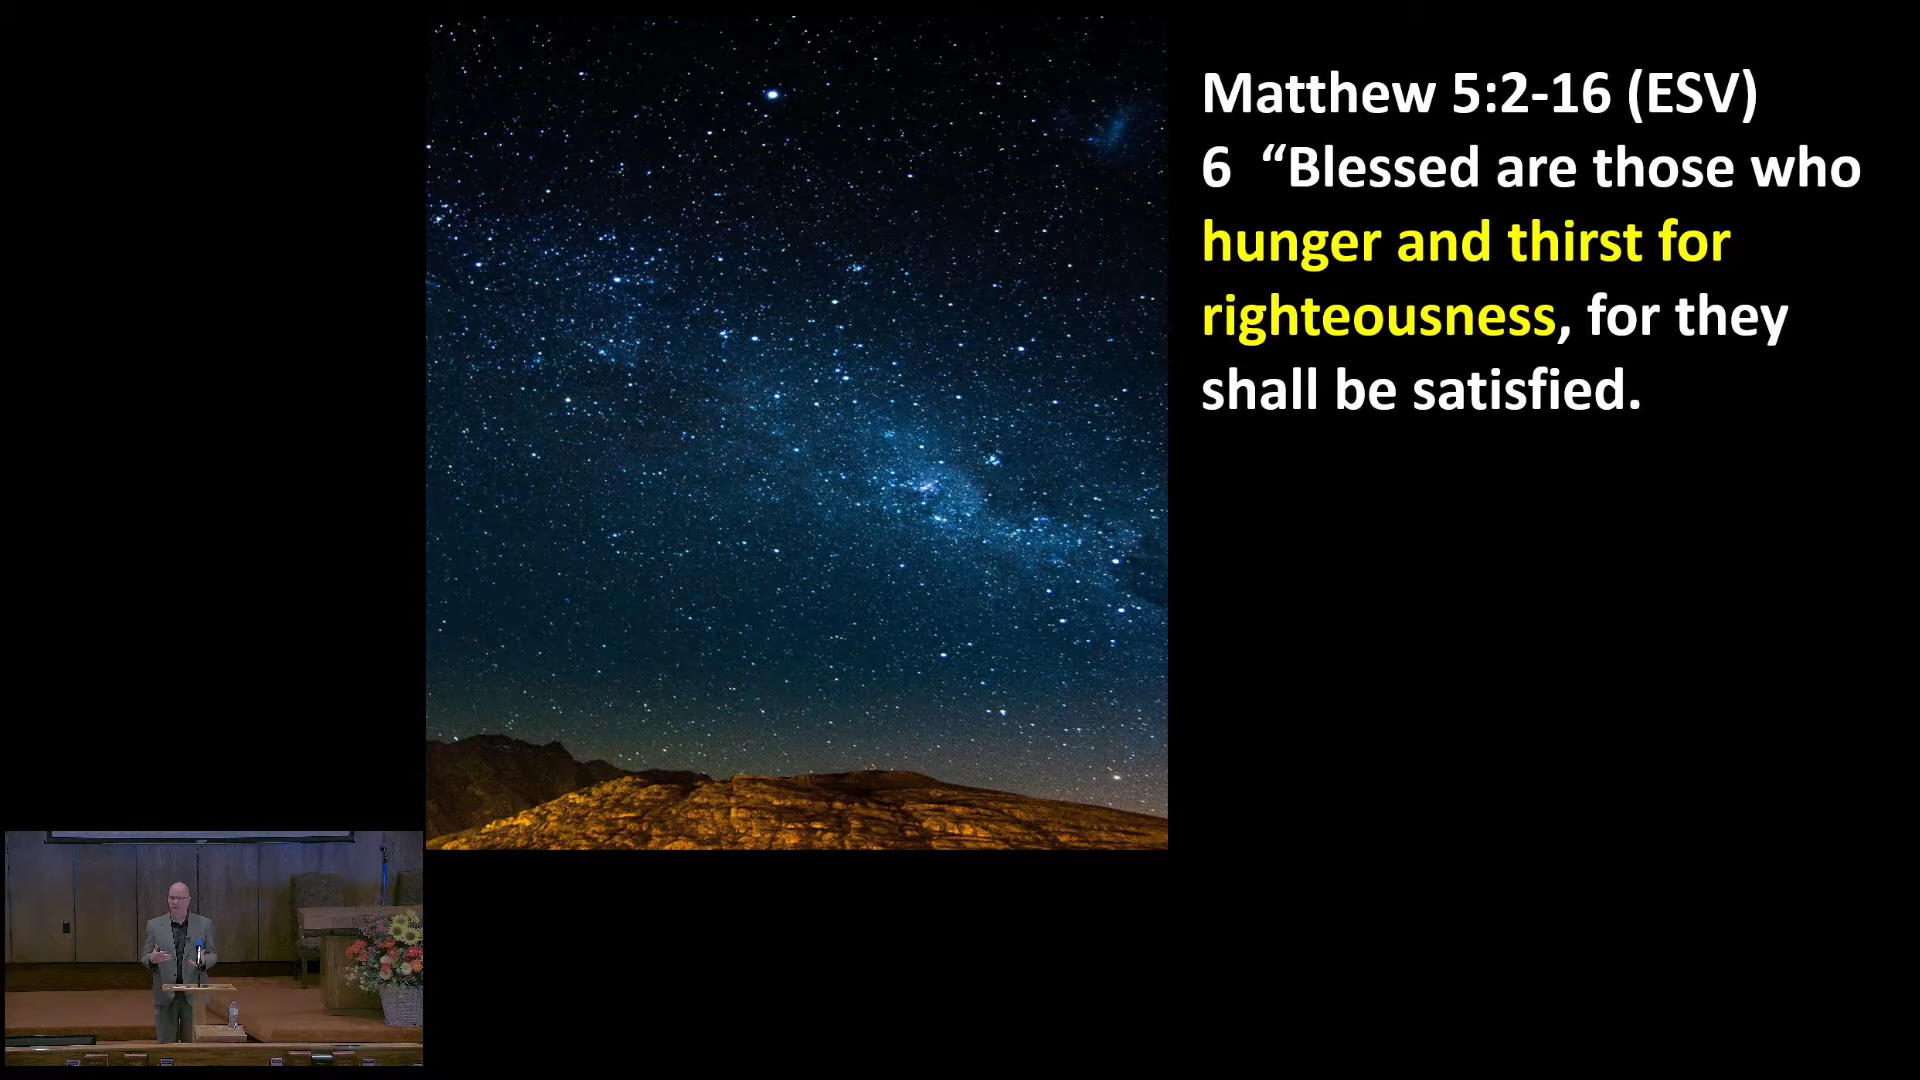 Matthew 5:2-16 (ESV)
6 “Blessed are those who
hunger and thirst for
righteousness, for they
shall be satisfied.